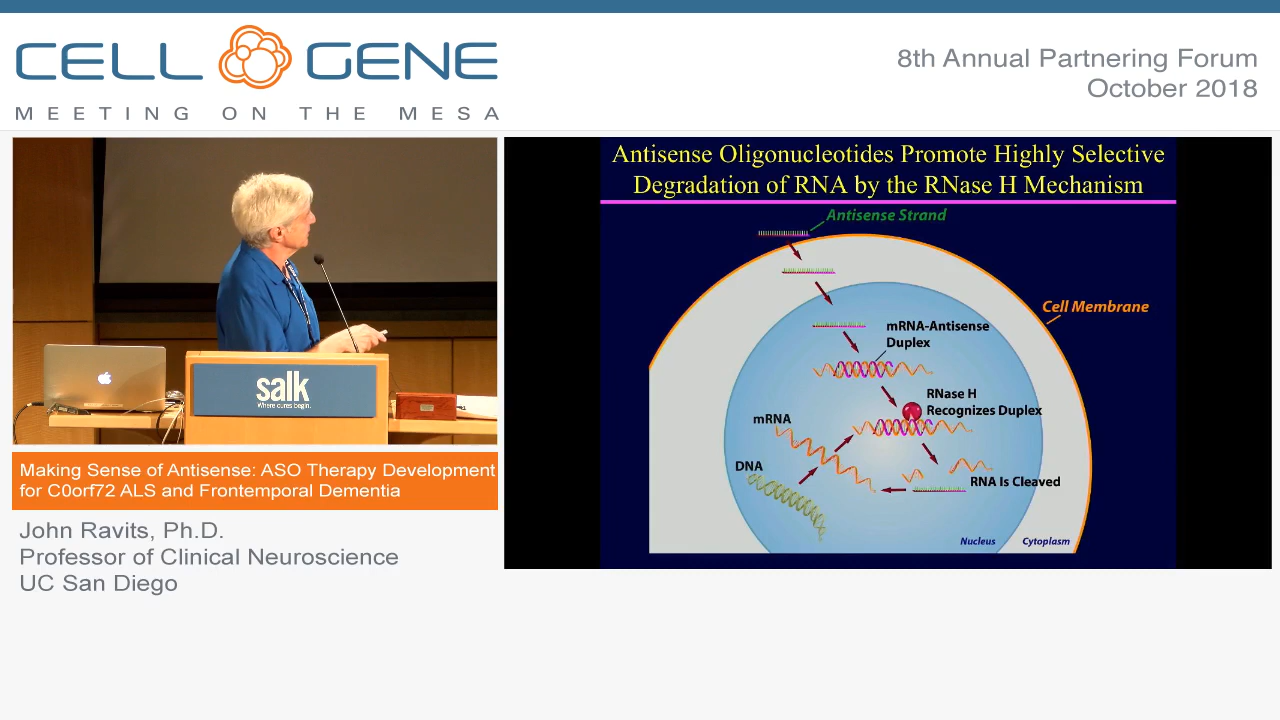 CELL GENE
MEETING ON THE MESA
8th Annual Partnering Forum
October 2018
salk
Where cures begin.
Making Sense of Antisense: ASO Therapy Development
for C0orf72 ALS and Frontemporal Dementia
John Ravits, Ph.D.
Professor of Clinical Neuroscience
UC San Diego
Antisense Oligonucleotides Promote Highly Selective
Degradation of RNA by the RNase H Mechanism
Antisense Strand
Cell Membrane
mRNA-Antisense
Duplex
RNase H
Recognizes Duplex
mRNA
DNA
RNA Is Cleaved
Nucleus
Cytoplasm